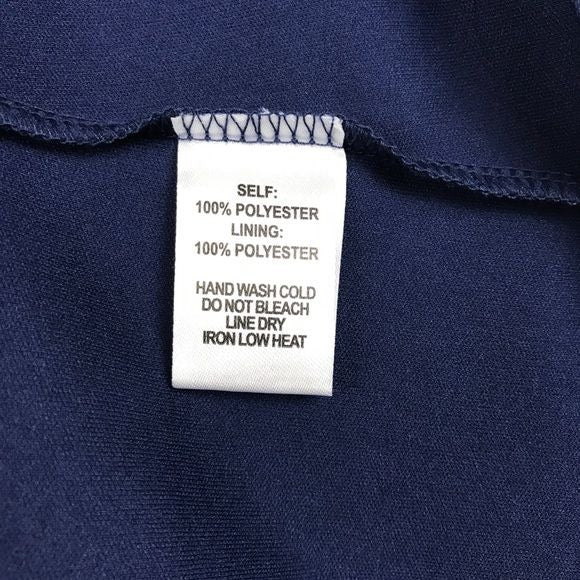 SELF:
100% POLYESTER
LINING:
100% POLYESTER
HAND WASH COLD
DO NOT BLEACH
LINE DRY
IRON LOW HEAT